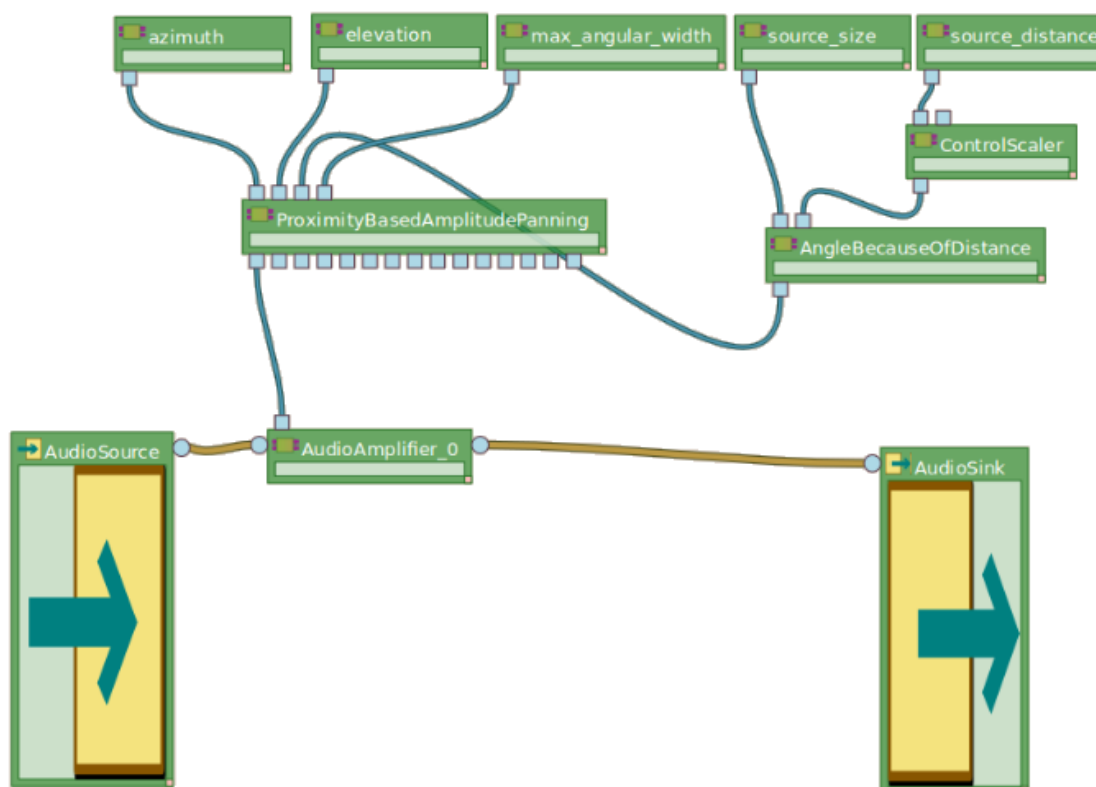 azimuth
elevation
max_angular_width
source_size
source_distance
ControlScaler
ProximityBasedAmplitudePanning
AngleBecauseOfDistance
AudioSource
AudioAmplifier_0
AudioSink